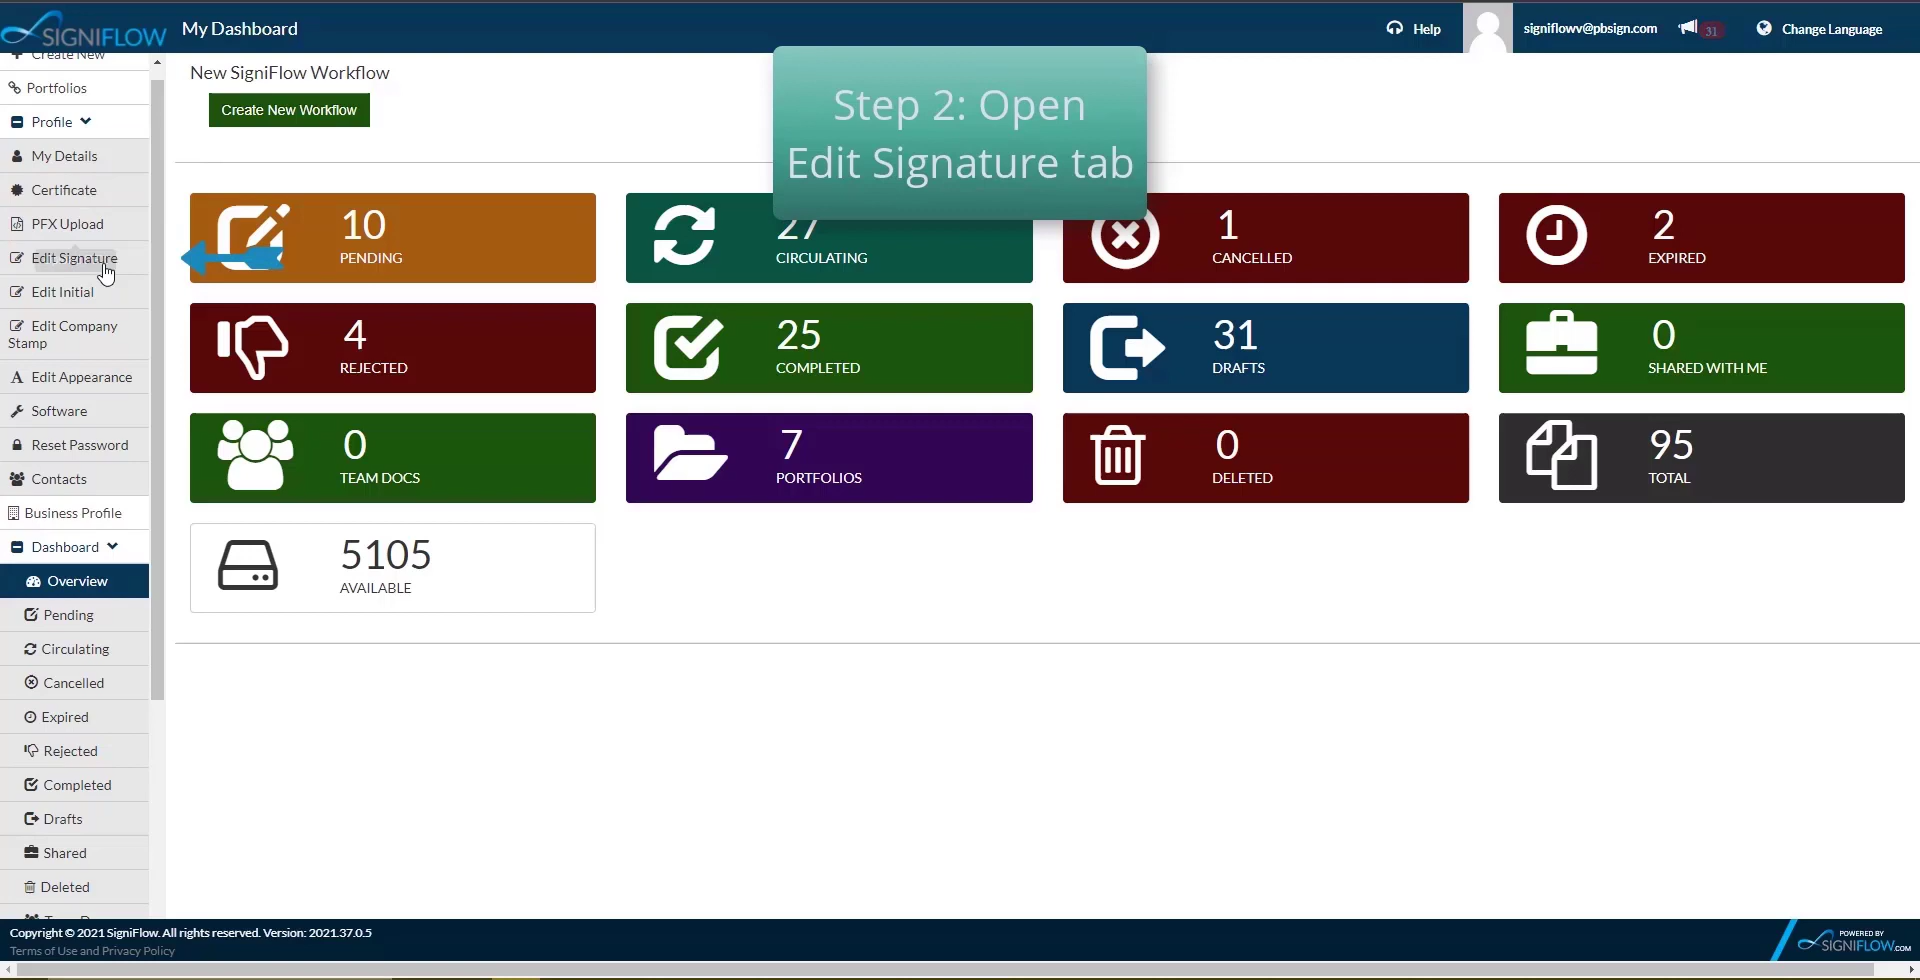 SIGNIFLOW
My Dashboard
Help
signiflowv@pbsign.com
31
Change Language
Create New
Portfolios
Profile
My Details
Certificate
PFX Upload
Edit Signature
Edit Initial
Edit Company
Stamp
Edit Appearance
Software
Reset Password
Contacts
Business Profile
Dashboard
Overview
Pending
Circulating
Cancelled
Expired
Rejected
Completed
Drafts
Shared
Deleted
New SigniFlow Workflow
Create New Workflow
Step 2: Open
Edit Signature tab
10
PENDING
27
CIRCULATING
1
CANCELLED
2
EXPIRED
4
REJECTED
25
COMPLETED
31
DRAFTS
0
SHARED WITH ME
0
TEAM DOCS
7
PORTFOLIOS
0
DELETED
95
TOTAL
5105
AVAILABLE
Copyright © 2021 SigniFlow. All rights reserved. Version: 2021.37.0.5
Terms of Use and Privacy Policy
POWERED BY
SIGNIFLOW.COM